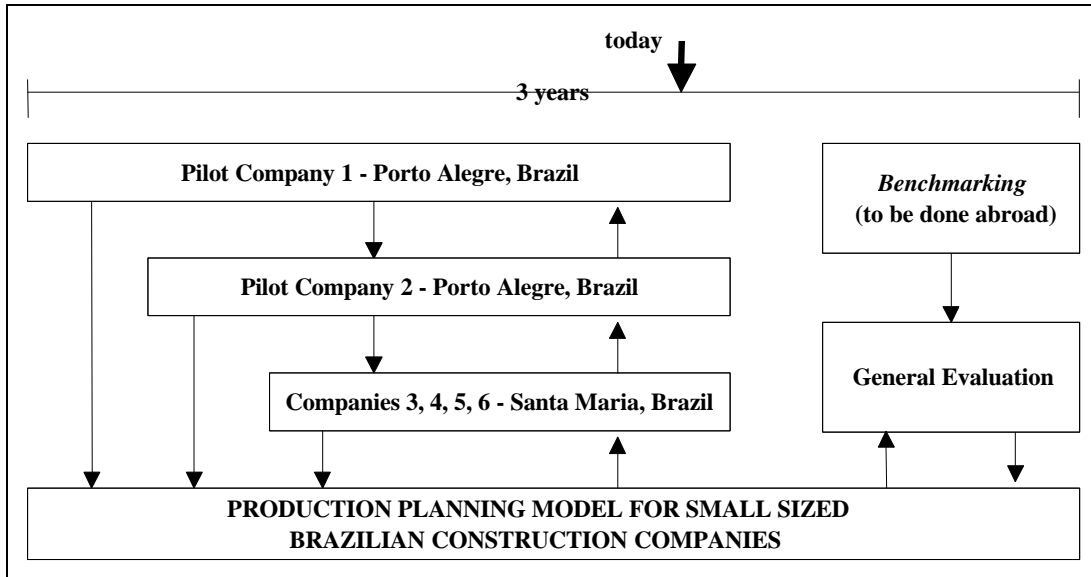 today
3 years
Pilot Company 1 - Porto Alegre, Brazil
Benchmarking
(to be done abroad)
Pilot Company 2 - Porto Alegre, Brazil
General Evaluation
Companies 3, 4, 5, 6 - Santa Maria, Brazil
PRODUCTION PLANNING MODEL FOR SMALL SIZED
BRAZILIAN CONSTRUCTION COMPANIES